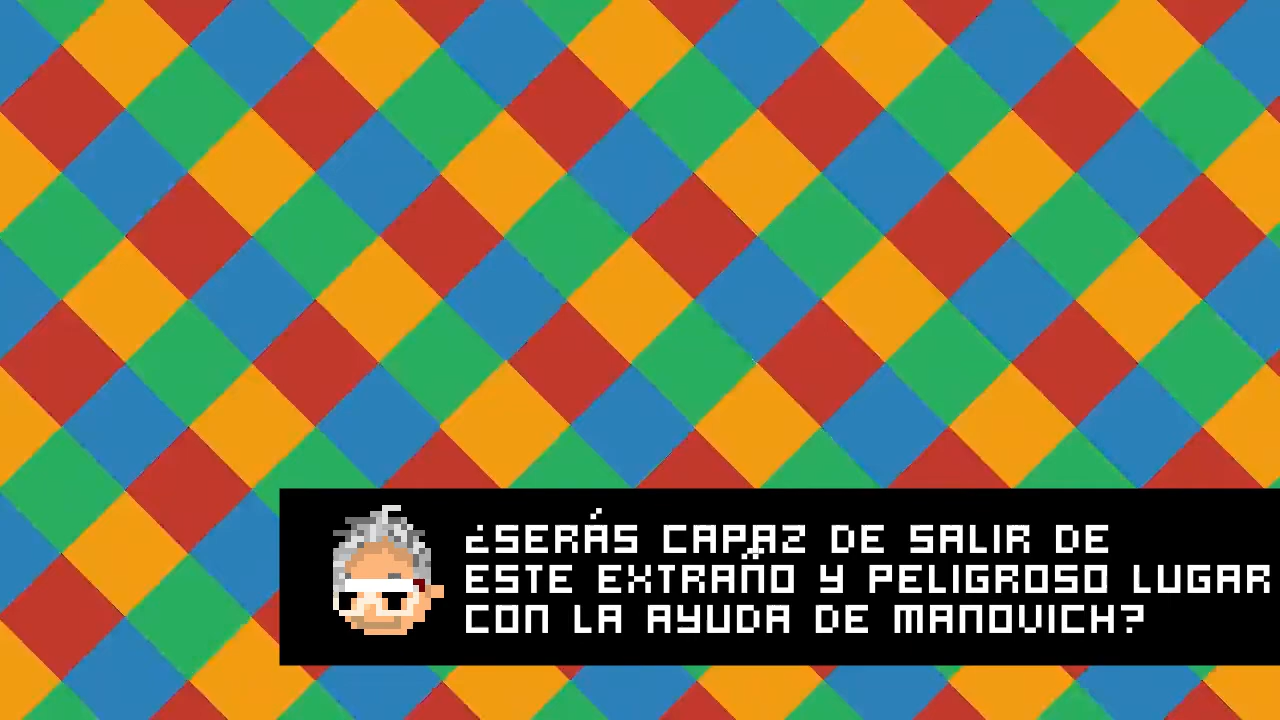 ¿SERÁS CAPAZ DE SALIR DE
ESTE EXTRAÑO Y PELIGROSO LUGAR
CON LA AYUDA DE MANOVICH?